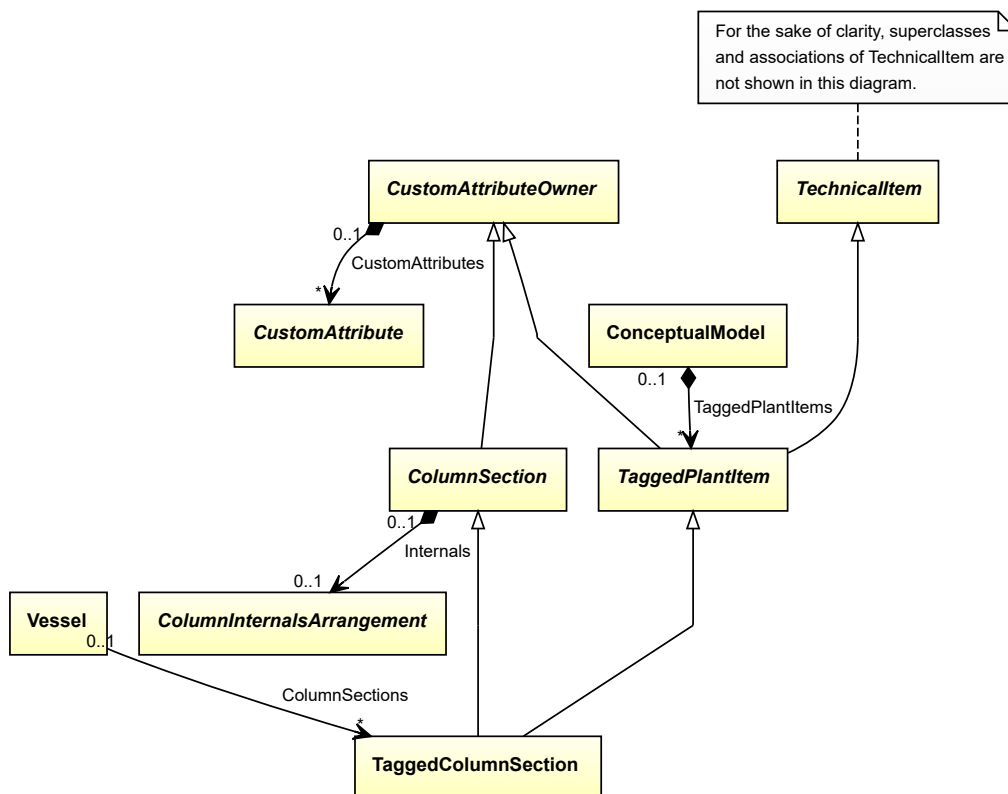 For the sake of clarity, superclasses
and associations of TechnicalItem are
not shown in this diagram.
CustomAttributeOwner
TechnicalItem
0..1
CustomAttributes
*
CustomAttribute
ConceptualModel
0..1
TaggedPlantItems
*
ColumnSection
TaggedPlantItem
0..1
Internals
0..1
Vessel
ColumnInternalsArrangement
0..1
ColumnSections
*
TaggedColumnSection